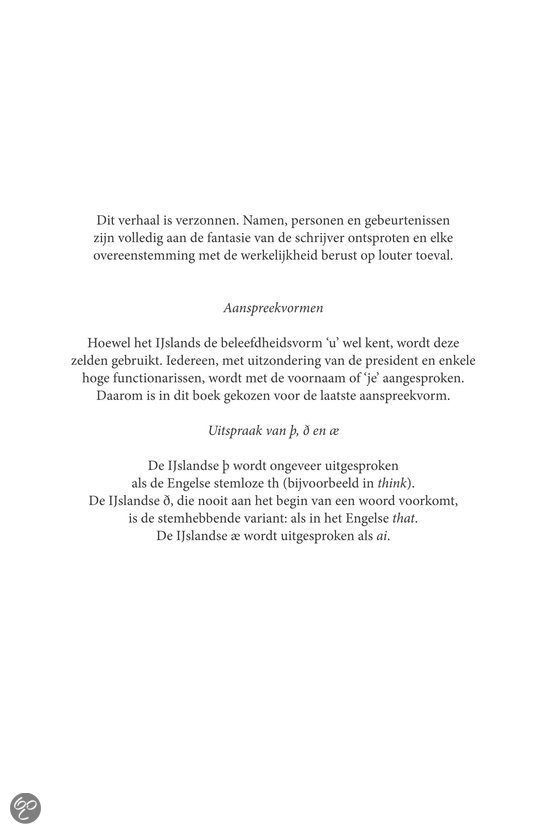 Dit verhaal is verzonnen. Namen, personen en gebeurtenissen
zijn volledig aan de fantasie van de schrijver ontsproten en elke
overeenstemming met de werkelijkheid berust op louter toeval.
Aanspreekvormen
Hoewel het IJslands de beleefdheidsvorm ‘u’ wel kent, wordt deze
zelden gebruikt. Iedereen, met uitzondering van de president en enkele
hoge functionarissen, wordt met de voornaam of ‘je’ aangesproken.
Daarom is in dit boek gekozen voor de laatste aanspreekvorm.
Uitspraak van þ, ð en æ
De IJslandse þ wordt ongeveer uitgesproken
als de Engelse stemloze th (bijvoorbeeld in think).
De IJslandse ð, die nooit aan het begin van een woord voorkomt,
is de stemhebbende variant: als in het Engelse that.
De IJslandse æ wordt uitgesproken als ai.